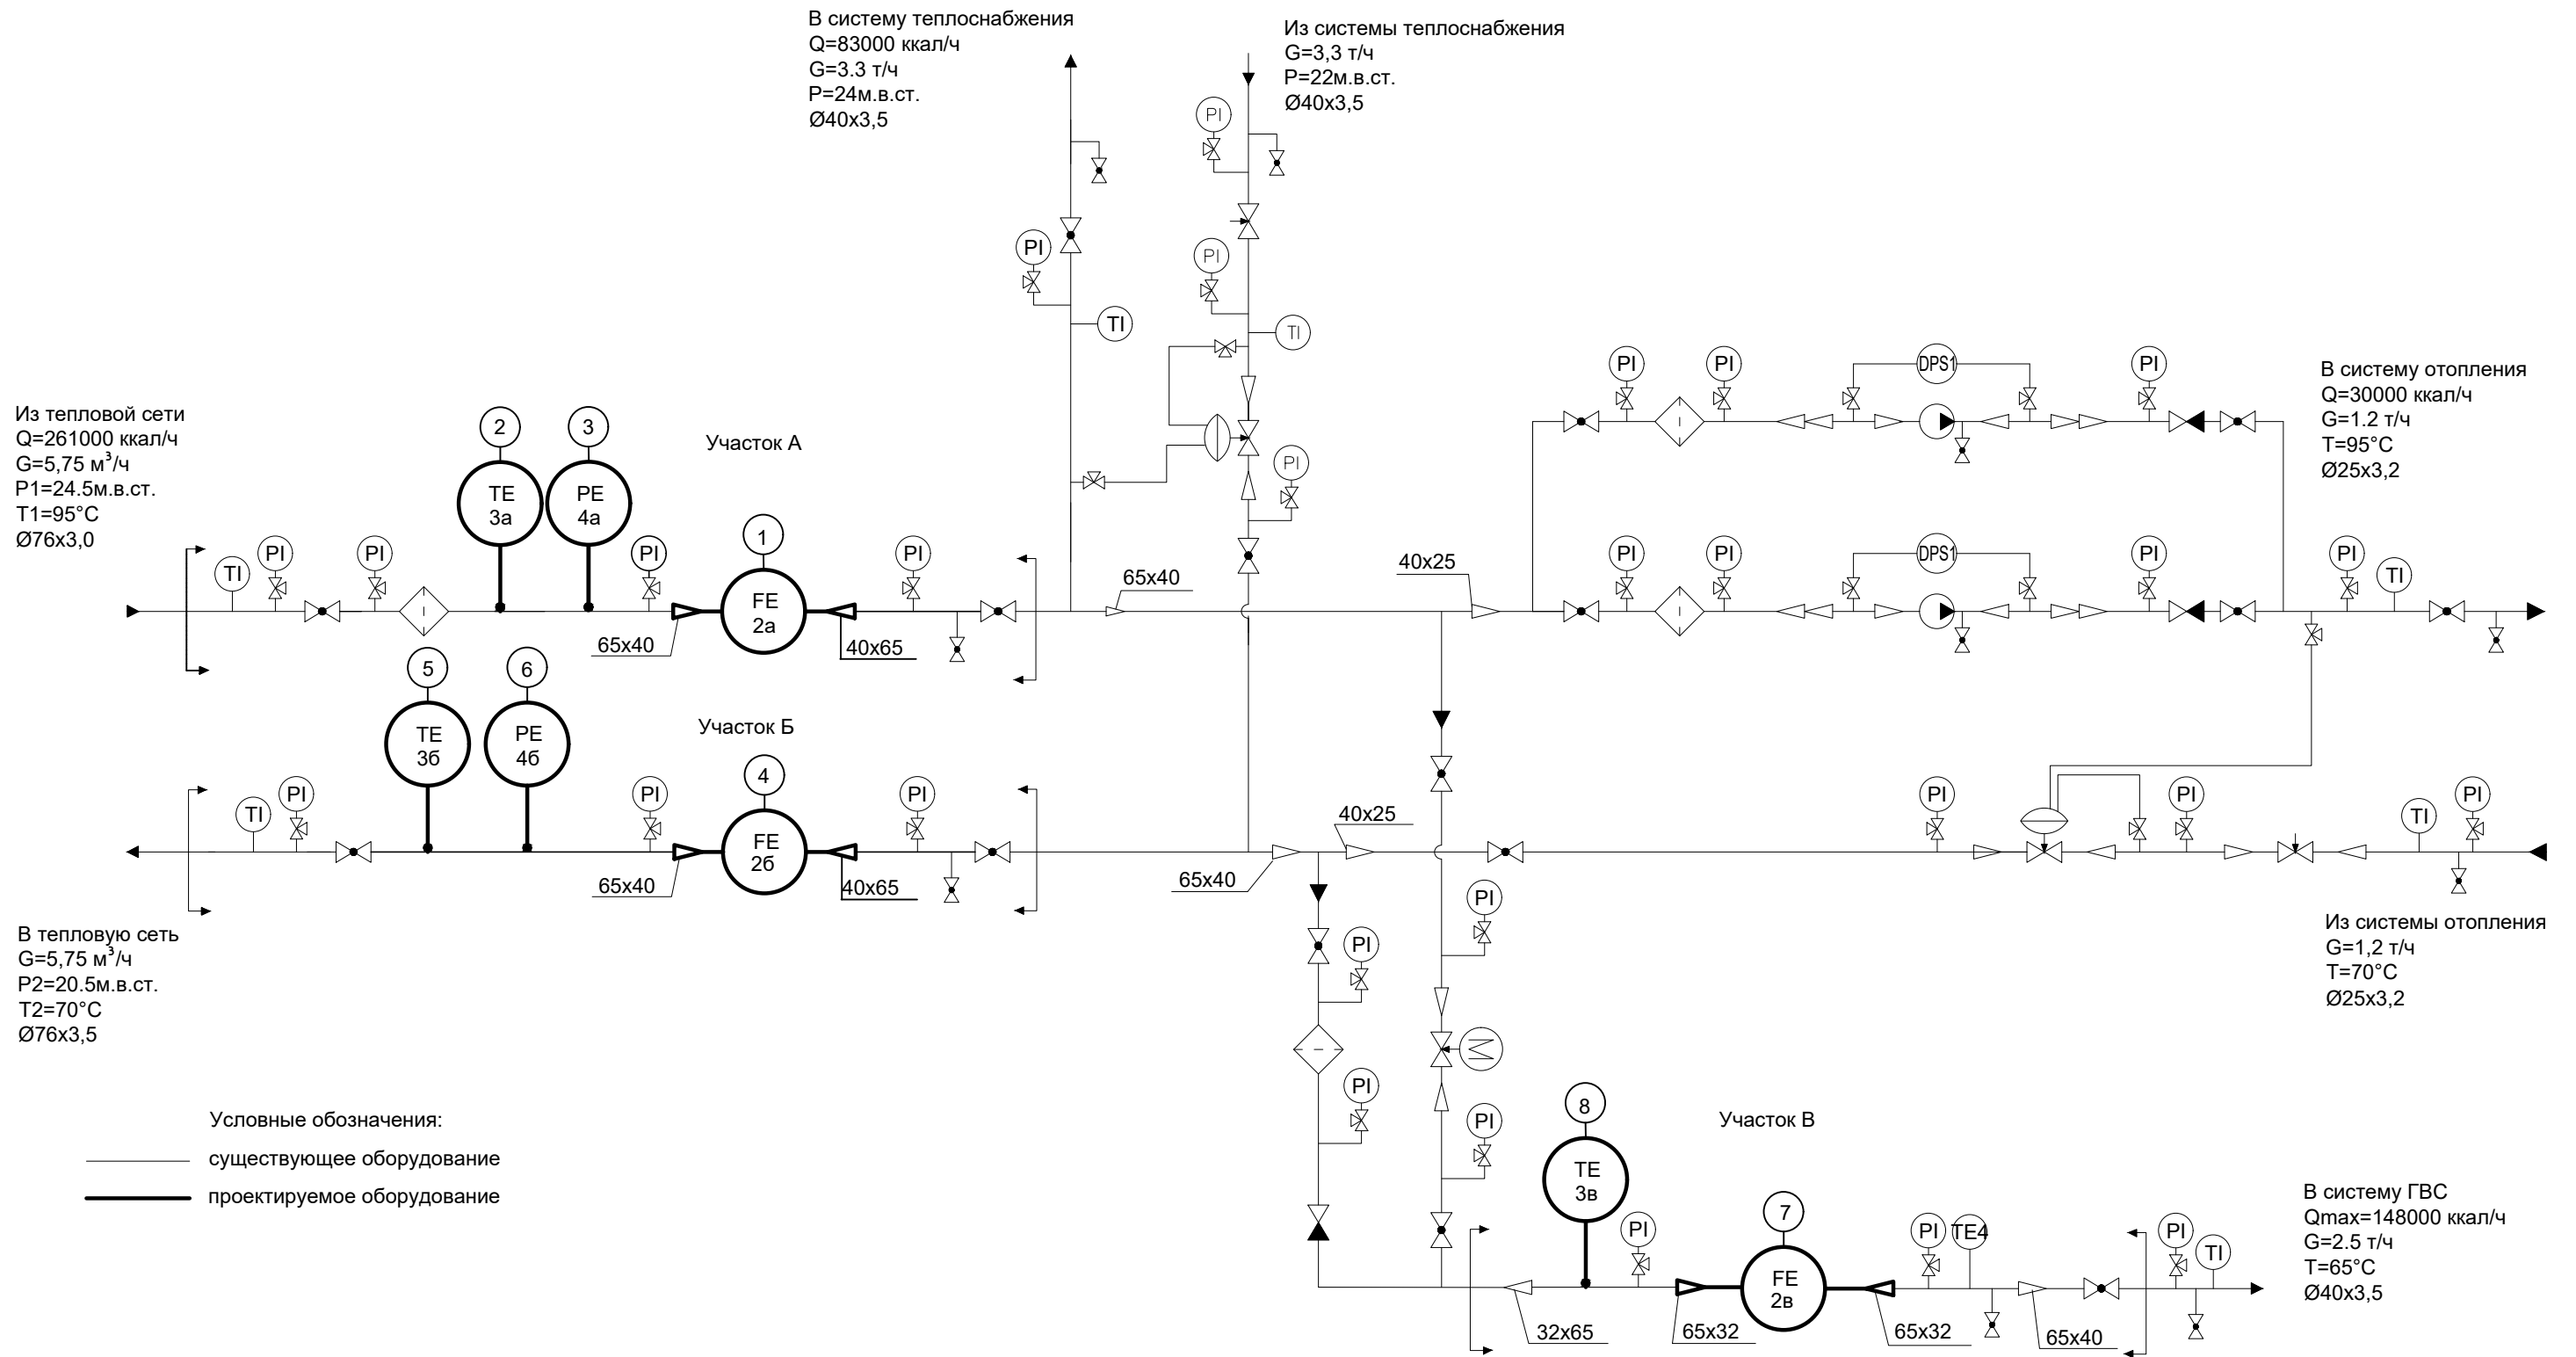 В систему теплоснабжения
Q=83000 ккал/ч
G=3.3 т/ч
P=24м.в.ст.
Ø40x3,5
Из системы теплоснабжения
G=3,3 т/ч
P=22м.в.ст.
Ø40x3,5
PI
PI
PI
TI
TI
PI
Из тепловой сети
Q=261000 ккал/ч
G=5,75 м³/ч
P1=24.5м.в.ст.
T1=95°C
Ø76x3,0
Участок А
2
TE
3а
3
PE
4а
1
FE
2а
TI
PI
PI
PI
PI
65x40
40x65
65x40
40x25
PI
PI
DPS1
PI
PI
PI
DPS1
PI
PI
TI
В систему отопления
Q=30000 ккал/ч
G=1.2 т/ч
T=95°C
Ø25x3,2
Участок Б
5
TE
3б
6
PE
4б
4
FE
2б
TI
PI
PI
PI
65x40
40x65
65x40
40x25
PI
PI
TI
PI
В тепловую сеть
G=5,75 м³/ч
P2=20.5м.в.ст.
T2=70°C
Ø76x3,5
Из системы отопления
G=1,2 т/ч
T=70°C
Ø25x3,2
PI
PI
PI
PI
Участок В
8
TE
3в
7
FE
2в
PI
PI
TE4
PI
TI
32x65
65x32
65x32
65x40
В систему ГВС
Qmax=148000 ккал/ч
G=2.5 т/ч
T=65°C
Ø40x3,5
Условные обозначения:
существующее оборудование
проектируемое оборудование